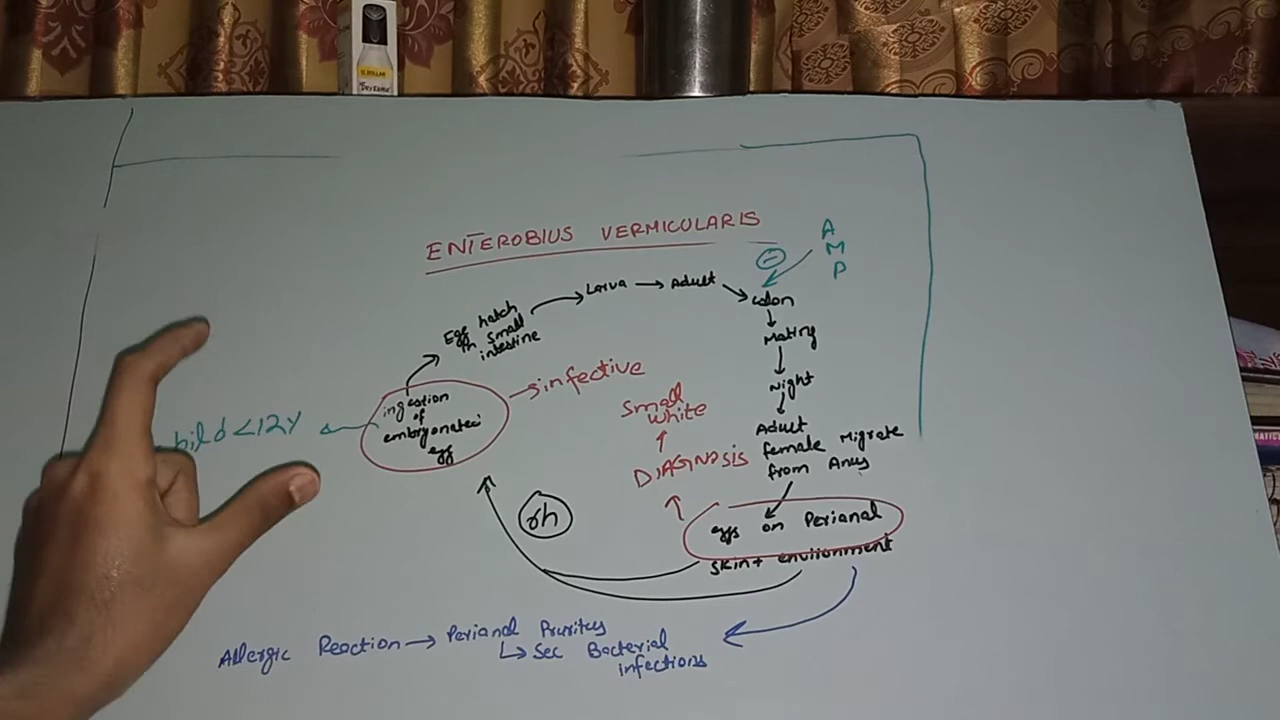 ENTEROBIUS VERMICULARIS
A
M
P
Egg hatch
in small
intestine
Larva → Adult
colon
Mating
Night
Adult
female Migrate
from Anus
eggs on Perianal
skin + environment
ingestion
of
embryonated
egg
infective
hild <12Y
small
white
DIAGNOSIS
Allergic Reaction → Perianal Pruritus
Sec Bacterial
infections